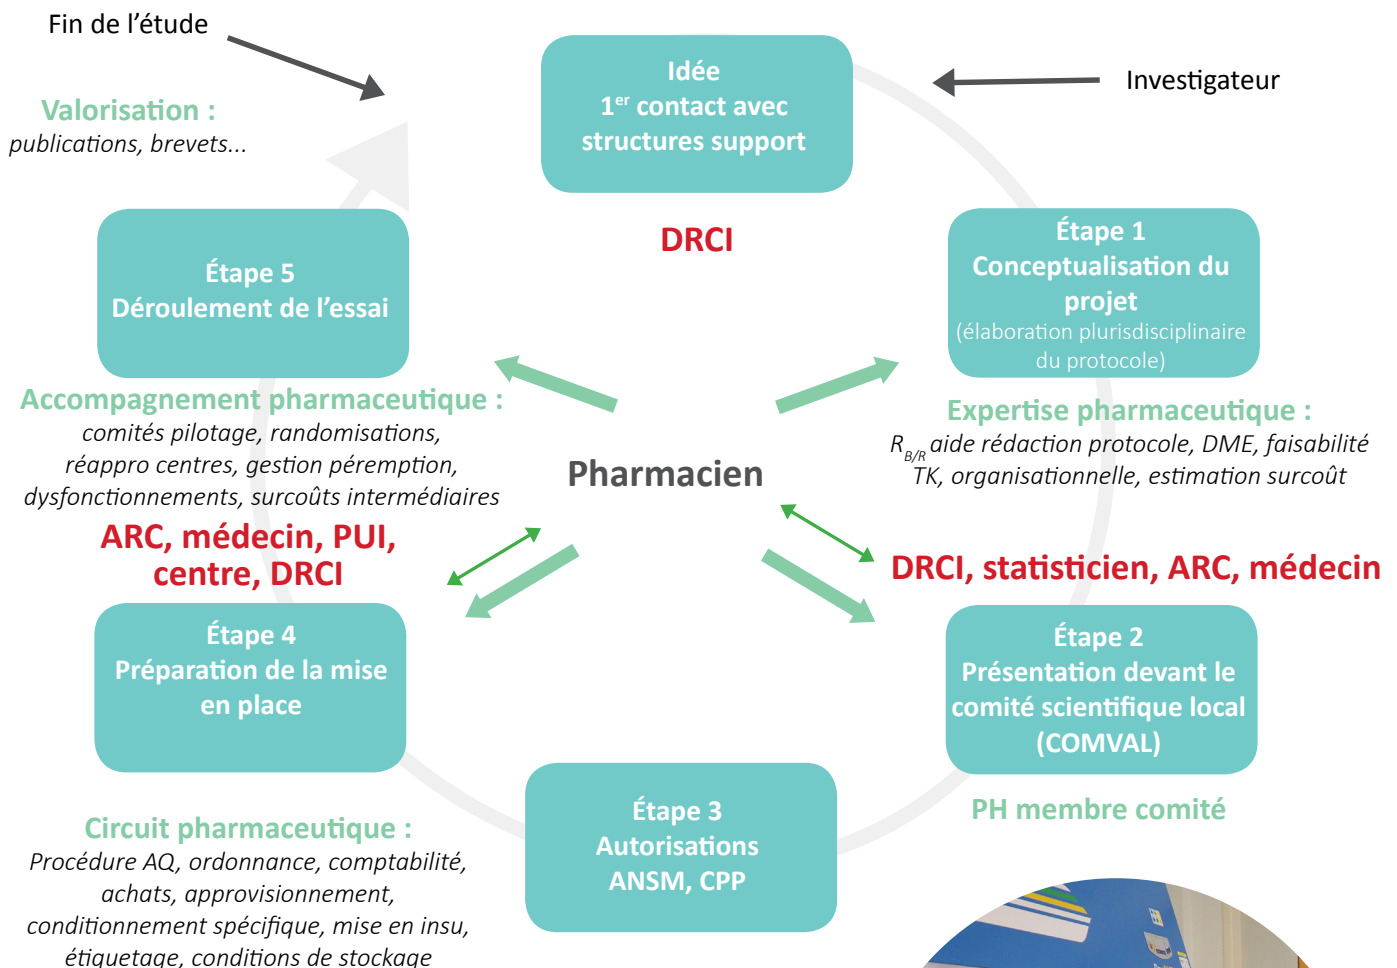 Fin de l’étude
Idée
1er contact avec
structures support
Investigateur
Valorisation :
publications, brevets...
DRCI
Étape 1
Conceptualisation du
projet
(élaboration plurisdisciplinaire
du protocole)
Étape 5
Déroulement de l’essai
Accompagnement pharmaceutique :
comités pilotage, randomisations,
réappro centres, gestion péremption,
dysfonctionnements, surcoûts intermédiaires
Expertise pharmaceutique :
RB/R aide rédaction protocole, DME, faisabilité
TK, organisationnelle, estimation surcoût
Pharmacien
ARC, médecin, PUI,
centre, DRCI
DRCI, statisticien, ARC, médecin
Étape 4
Préparation de la mise
en place
Étape 2
Présentation devant le
comité scientifique local
(COMVAL)
PH membre comité
Étape 3
Autorisations
ANSM, CPP
Circuit pharmaceutique :
Procédure AQ, ordonnance, comptabilité,
achats, approvisionnement,
conditionnement spécifique, mise en insu,
étiquetage, conditions de stockage